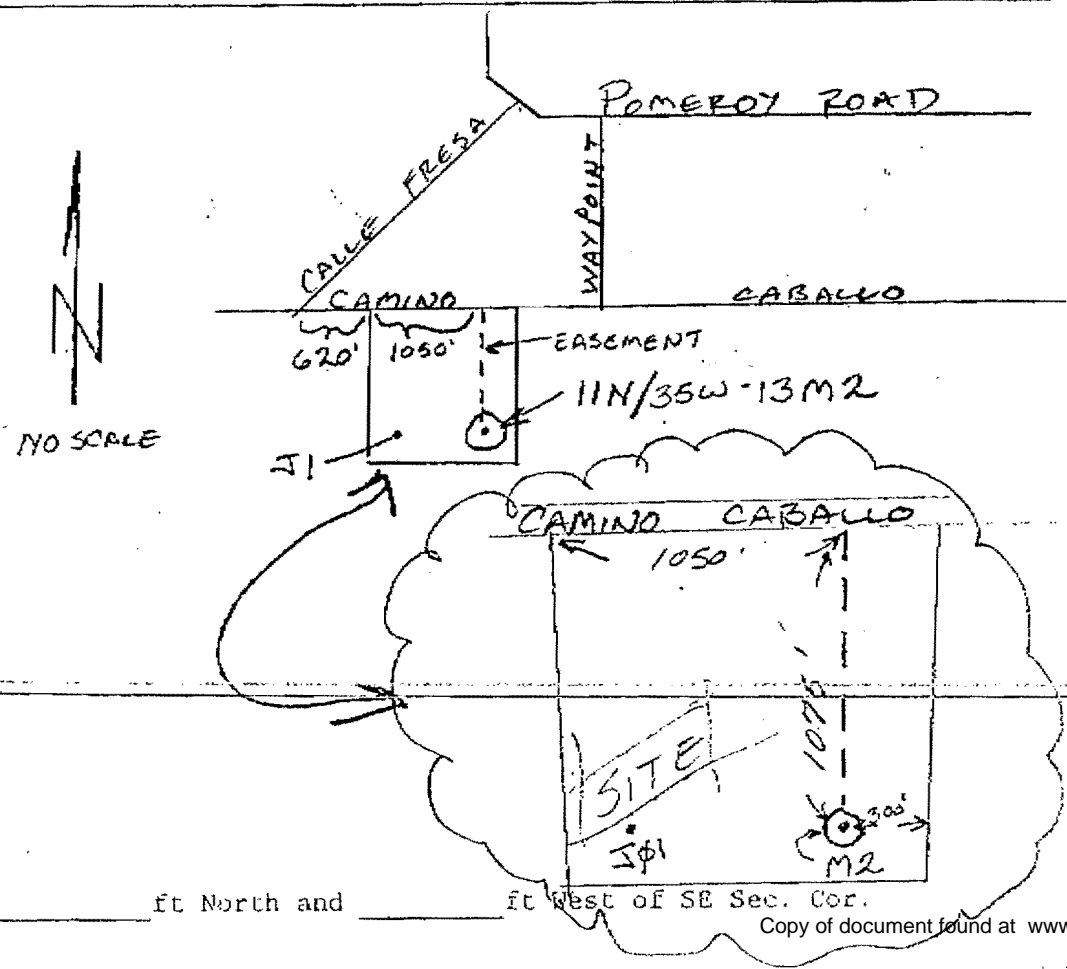 POMEROY ROAD
CALLE FRESA
WAYPOINT
CAMINO CABALLO
620' 1050'
EASEMENT
11N/35W-13M2
N
NO SCALE
J1
CAMINO CABALLO
1050'
1075'
SITE
300'
JØ1
M2
ft North and ft West of SE Sec. Cor.
Copy of document found at www